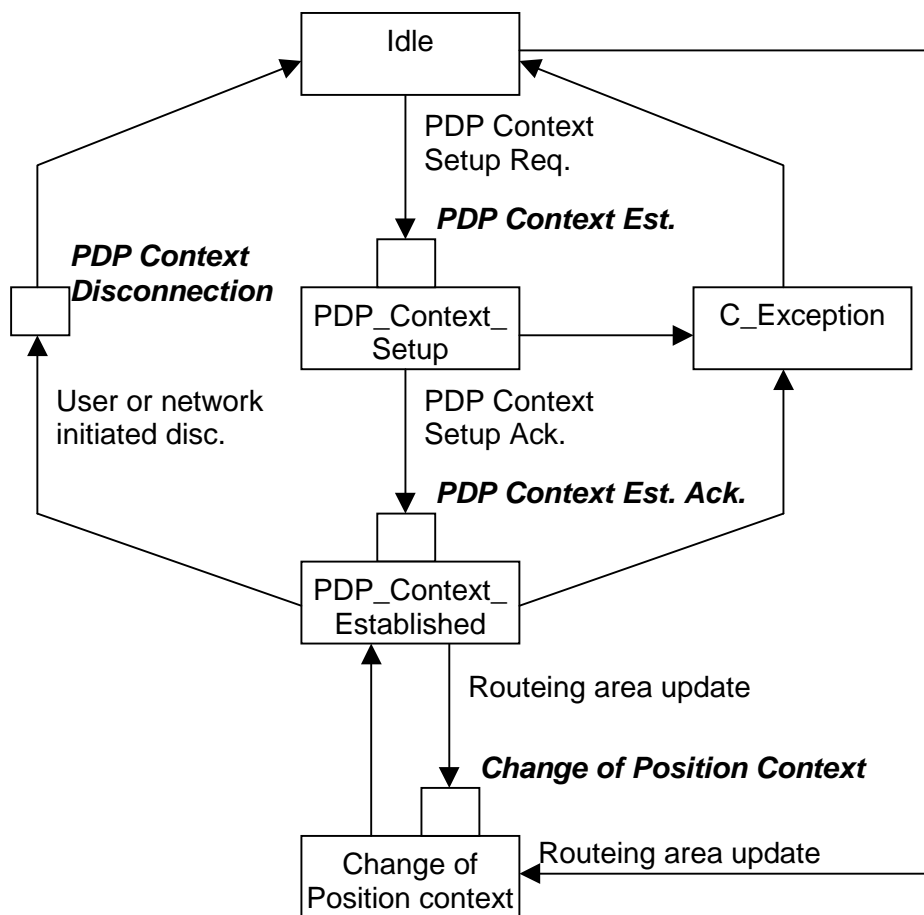 Idle
PDP Context
Setup Req.
PDP Context Est.
PDP Context
Disconnection
PDP_Context_
Setup
C_Exception
User or network
initiated disc.
PDP Context
Setup Ack.
PDP Context Est. Ack.
PDP_Context_
Established
Routeing area update
Change of Position Context
Change of
Position context
Routeing area update